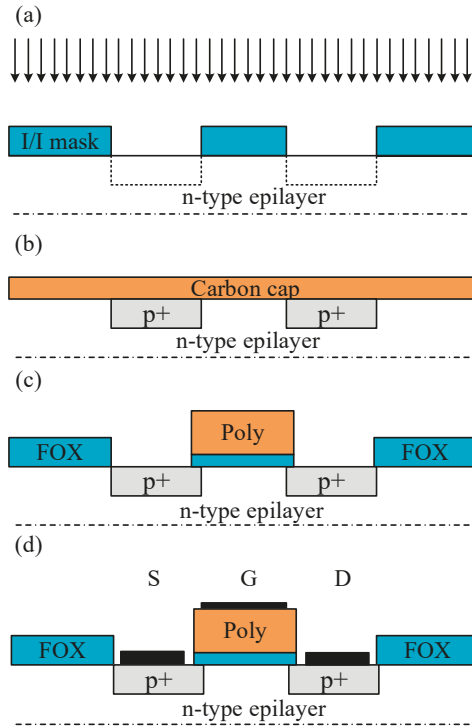 (a)
I/I mask
n-type epilayer
(b)
Carbon cap
p+ p+
n-type epilayer
(c)
Poly
FOX FOX
p+ p+
n-type epilayer
(d)
S G D
Poly
FOX FOX
p+ p+
n-type epilayer